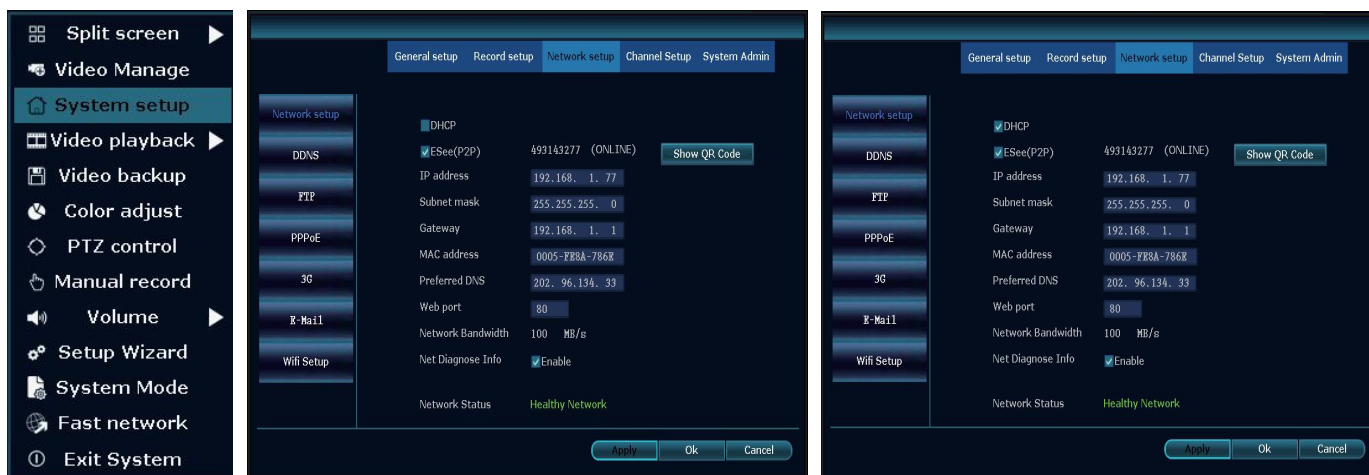 Split screen
Video Manage
System setup
Video playback
Video backup
Color adjust
PTZ control
Manual record
Volume
Setup Wizard
System Mode
Fast network
Exit System
General setup Record setup Network setup Channel Setup System Admin
Network setup
DDNS
FTP
PPPoE
3G
E-Mail
Wifi Setup
DHCP
ESee(P2P) 493143277 (ONLINE) Show QR Code
IP address 192.168. 1. 77
Subnet mask 255.255.255. 0
Gateway 192.168. 1. 1
MAC address 0005-FE8A-786E
Preferred DNS 202. 96.134. 33
Web port 80
Network Bandwidth 100 MB/s
Net Diagnose Info Enable
Network Status Healthy Network
Apply Ok Cancel
General setup Record setup Network setup Channel Setup System Admin
Network setup
DDNS
FTP
PPPoE
3G
E-Mail
Wifi Setup
DHCP
ESee(P2P) 493143277 (ONLINE) Show QR Code
IP address 192.168. 1. 77
Subnet mask 255.255.255. 0
Gateway 192.168. 1. 1
MAC address 0005-FE8A-786E
Preferred DNS 202. 96.134. 33
Web port 80
Network Bandwidth 100 MB/s
Net Diagnose Info Enable
Network Status Healthy Network
Apply Ok Cancel